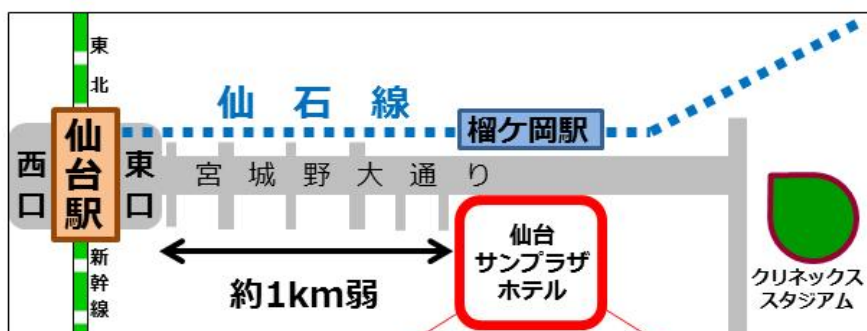 東北
仙石線
仙台駅
西口
東口
榴ケ岡駅
宮城野大通り
仙台
サンプラザ
ホテル
約1km弱
新幹線
クリネックス
スタジアム